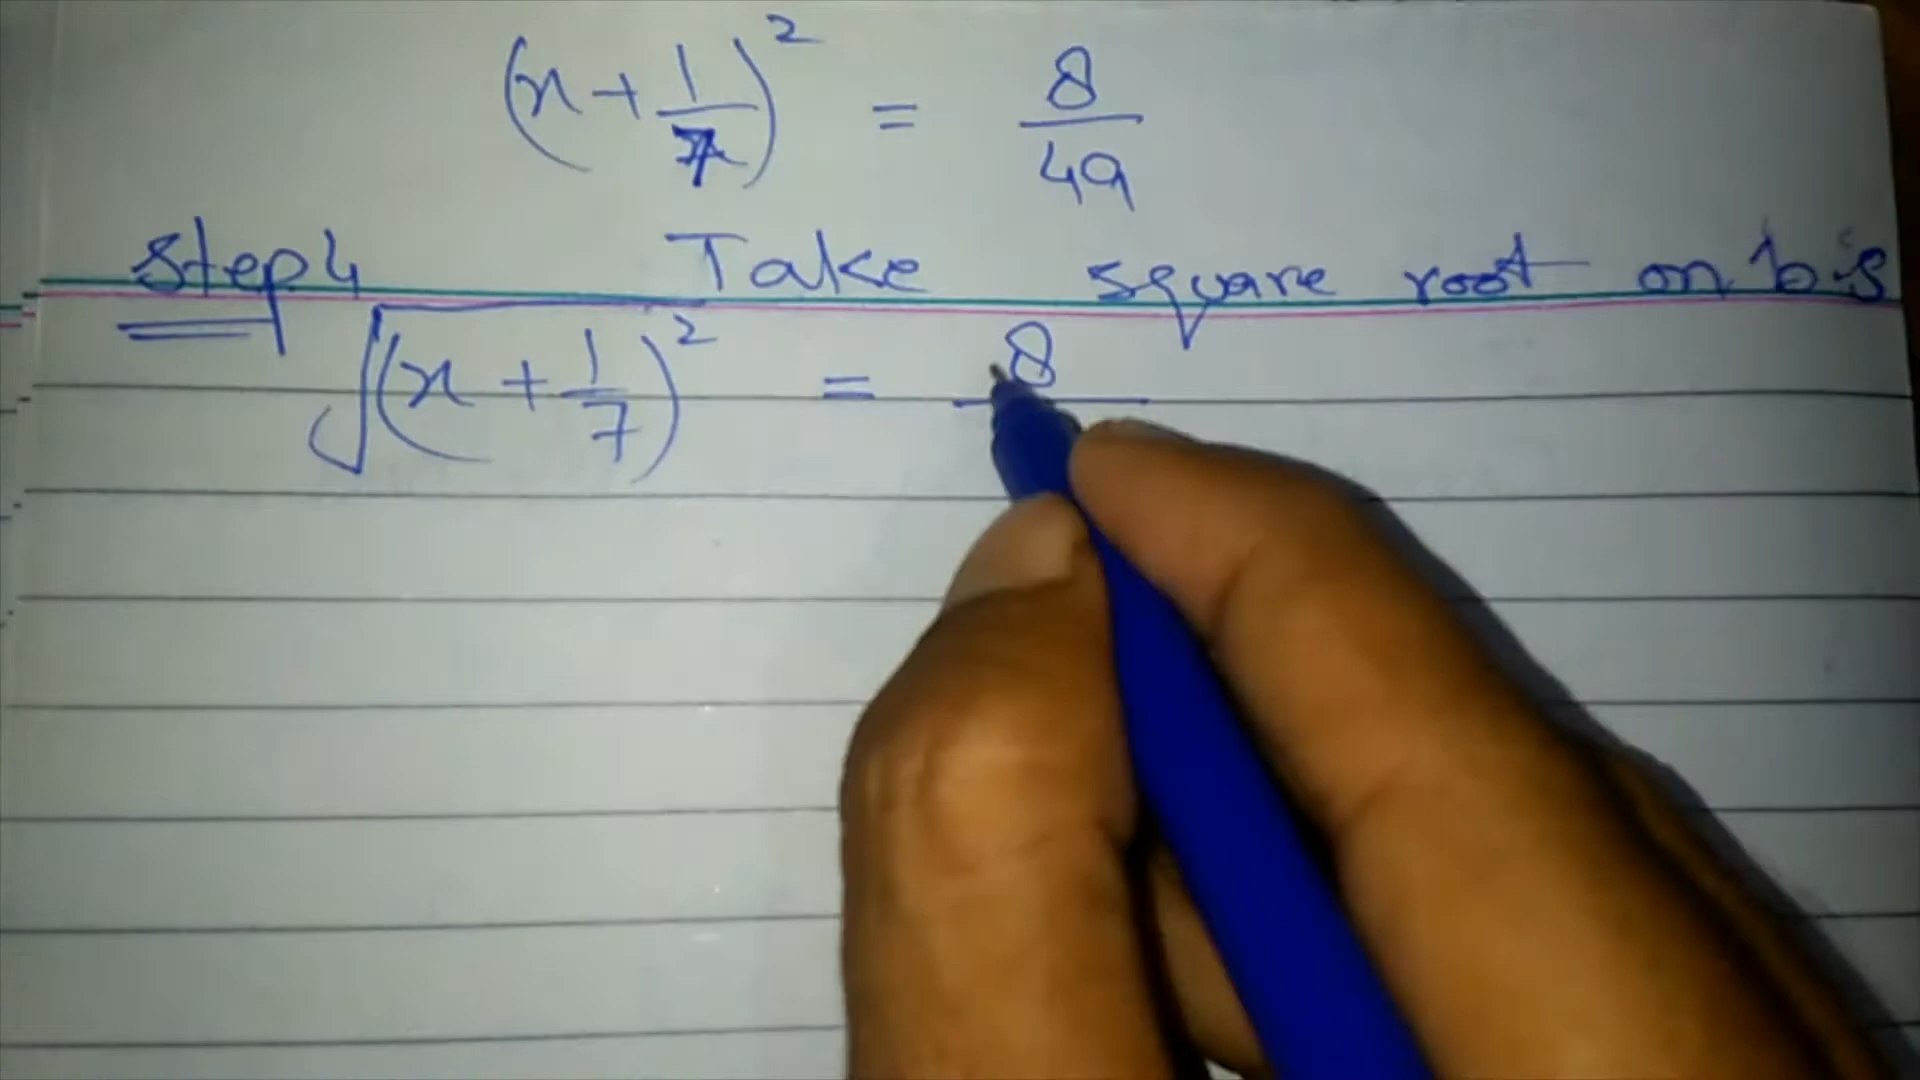 (x + 1/7)² = 8/49
Step 4 Take square root on b.s
√(x + 1/7)² = 8